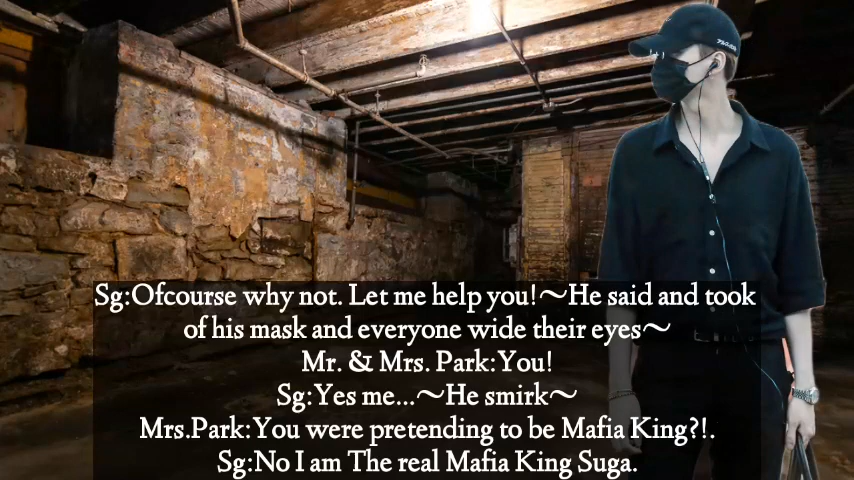 Sg:Ofcourse why not. Let me help you!～He said and took
of his mask and everyone wide their eyes～
Mr. & Mrs. Park:You!
Sg:Yes me...～He smirk～
Mrs.Park:You were pretending to be Mafia King?!.
Sg:No I am The real Mafia King Suga.